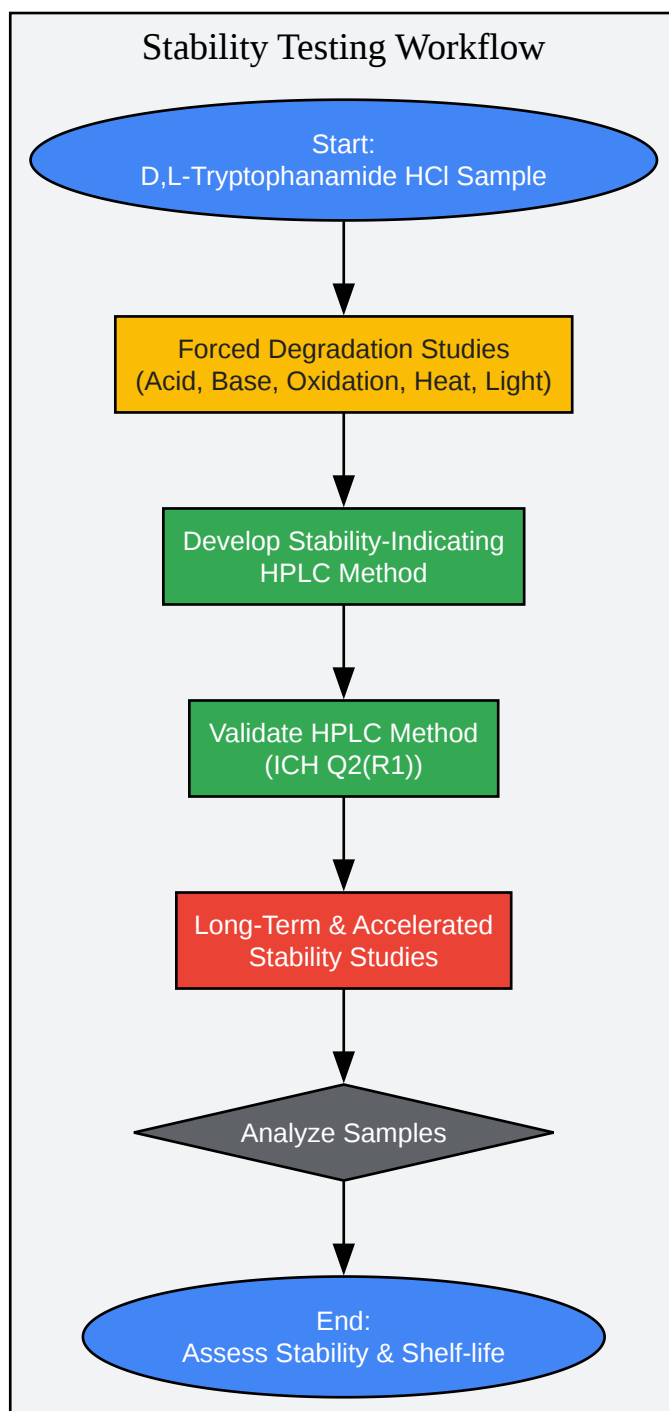 Stability Testing Workflow
Start:
D,L-Tryptophanamide HCl Sample
Forced Degradation Studies
(Acid, Base, Oxidation, Heat, Light)
Develop Stability-Indicating
HPLC Method
Validate HPLC Method
(ICH Q2(R1))
Long-Term & Accelerated
Stability Studies
Analyze Samples
End:
Assess Stability & Shelf-life